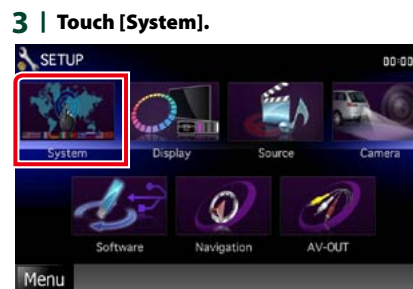 3 | Touch [System].
SETUP
00:00
System
Display
Source
Camera
Software
Navigation
AV-OUT
Menu